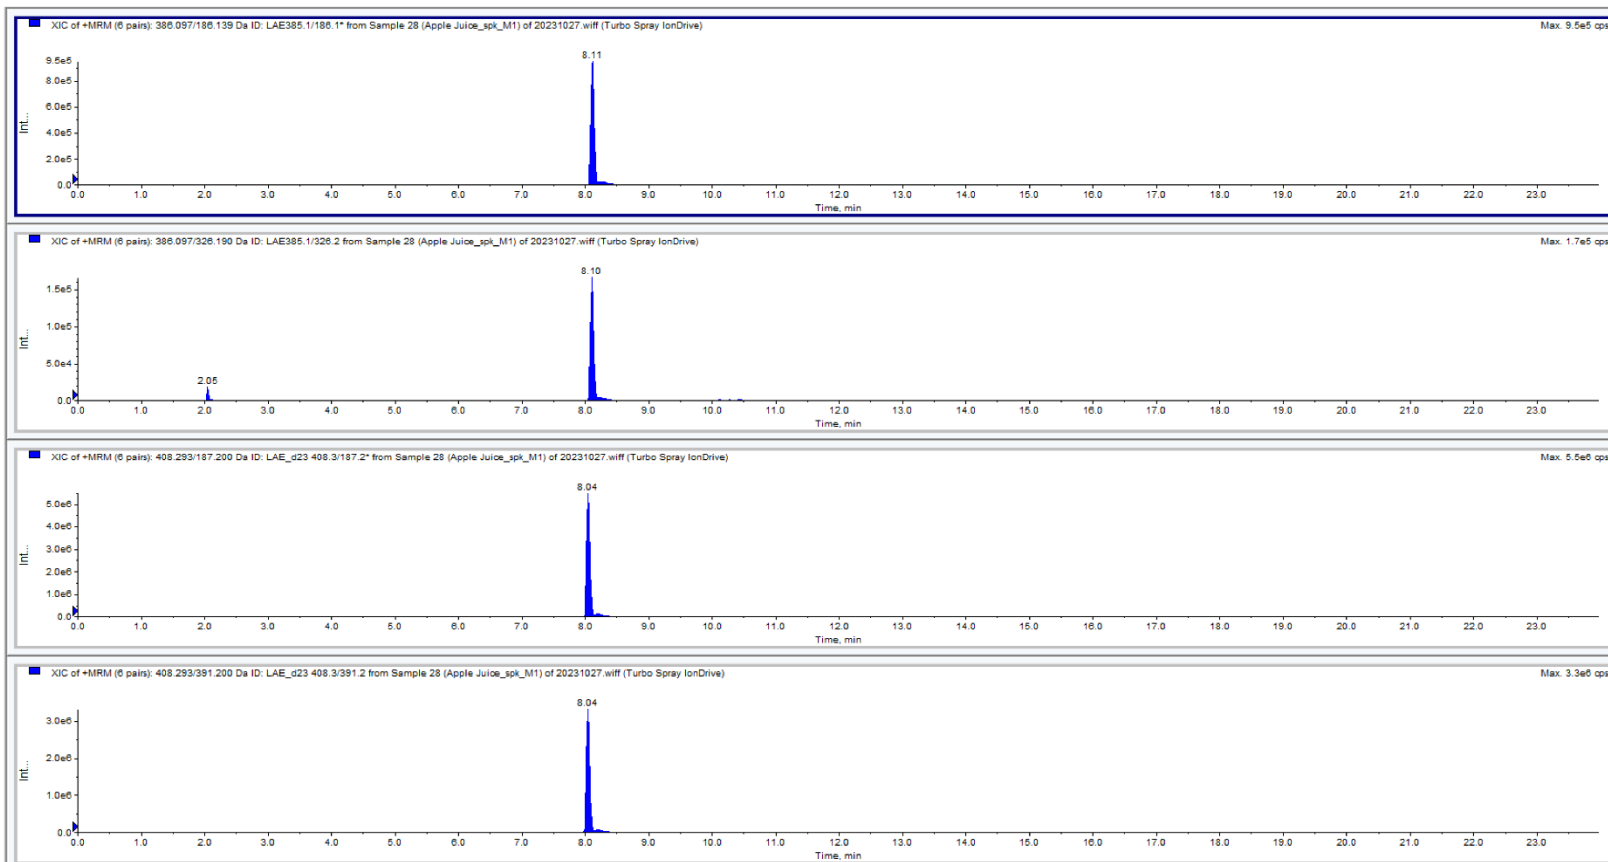 XIC of +MRM (6 pairs): 386.097/186.139 Da ID: LAE385.1/186.1* from Sample 28 (Apple Juice_spk_M1) of 20231027.wiff (Turbo Spray IonDrive) Max. 9.5e5 cps
8.11
9.5e5
8.0e5
6.0e5
4.0e5
2.0e5
0.0
Int...
0.0 1.0 2.0 3.0 4.0 5.0 6.0 7.0 8.0 9.0 10.0 11.0 12.0 13.0 14.0 15.0 16.0 17.0 18.0 19.0 20.0 21.0 22.0 23.0
Time, min
XIC of +MRM (6 pairs): 386.097/326.190 Da ID: LAE385.1/326.2 from Sample 28 (Apple Juice_spk_M1) of 20231027.wiff (Turbo Spray IonDrive) Max. 1.7e5 cps
8.10
1.5e5
1.0e5
5.0e4
2.05
0.0
Int...
0.0 1.0 2.0 3.0 4.0 5.0 6.0 7.0 8.0 9.0 10.0 11.0 12.0 13.0 14.0 15.0 16.0 17.0 18.0 19.0 20.0 21.0 22.0 23.0
Time, min
XIC of +MRM (6 pairs): 408.293/187.200 Da ID: LAE_d23 408.3/187.2* from Sample 28 (Apple Juice_spk_M1) of 20231027.wiff (Turbo Spray IonDrive) Max. 5.5e6 cps
8.04
5.0e6
4.0e6
3.0e6
2.0e6
1.0e6
0.0
Int...
0.0 1.0 2.0 3.0 4.0 5.0 6.0 7.0 8.0 9.0 10.0 11.0 12.0 13.0 14.0 15.0 16.0 17.0 18.0 19.0 20.0 21.0 22.0 23.0
Time, min
XIC of +MRM (6 pairs): 408.293/391.200 Da ID: LAE_d23 408.3/391.2 from Sample 28 (Apple Juice_spk_M1) of 20231027.wiff (Turbo Spray IonDrive) Max. 3.3e6 cps
8.04
3.0e6
2.0e6
1.0e6
0.0
Int...
0.0 1.0 2.0 3.0 4.0 5.0 6.0 7.0 8.0 9.0 10.0 11.0 12.0 13.0 14.0 15.0 16.0 17.0 18.0 19.0 20.0 21.0 22.0 23.0
Time, min